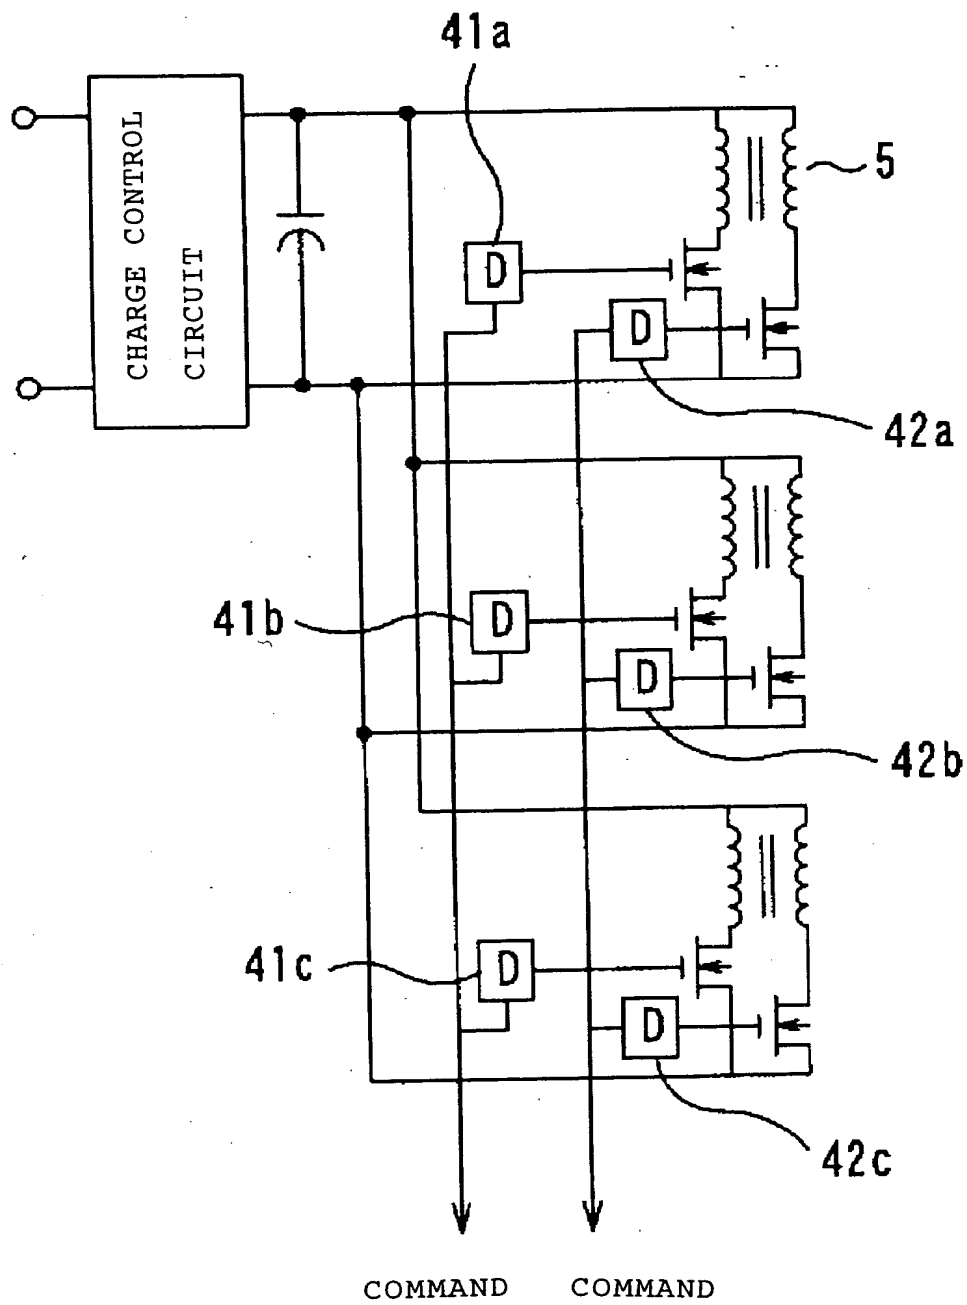 41a
CHARGE CONTROL
CIRCUIT
5
D
D
42a
41b
D
D
42b
41c
D
D
42c
COMMAND COMMAND